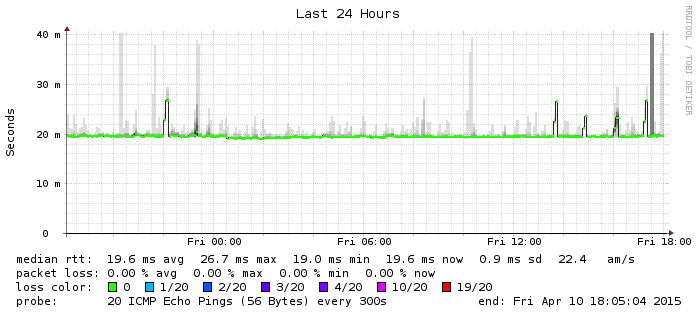 Last 24 Hours
RRDTOOL / TOBI OETIKER
Seconds
40 m
30 m
20 m
10 m
0
Fri 00:00 Fri 06:00 Fri 12:00 Fri 18:00
median rtt: 19.6 ms avg 26.7 ms max 19.0 ms min 19.6 ms now 0.9 ms sd 22.4 am/s
packet loss: 0.00 % avg 0.00 % max 0.00 % min 0.00 % now
loss color: 0 1/20 2/20 3/20 4/20 10/20 19/20
probe: 20 ICMP Echo Pings (56 Bytes) every 300s end: Fri Apr 10 18:05:04 2015